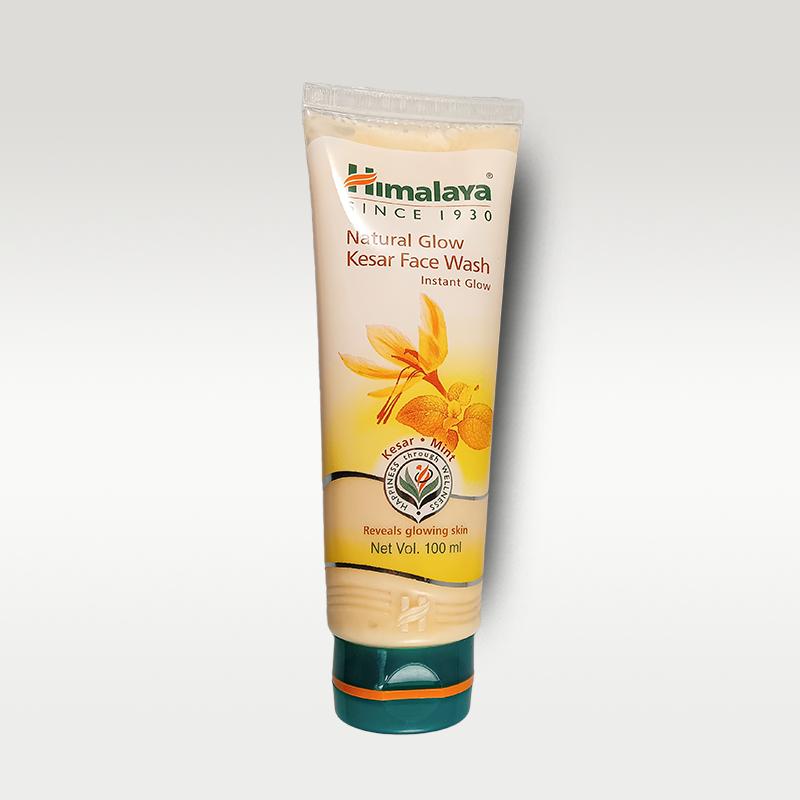 Himalaya®
SINCE 1930
Natural Glow
Kesar Face Wash
Instant Glow
Kesar • Mint
HAPPINESS through WELLNESS
Reveals glowing skin
Net Vol. 100 ml
H